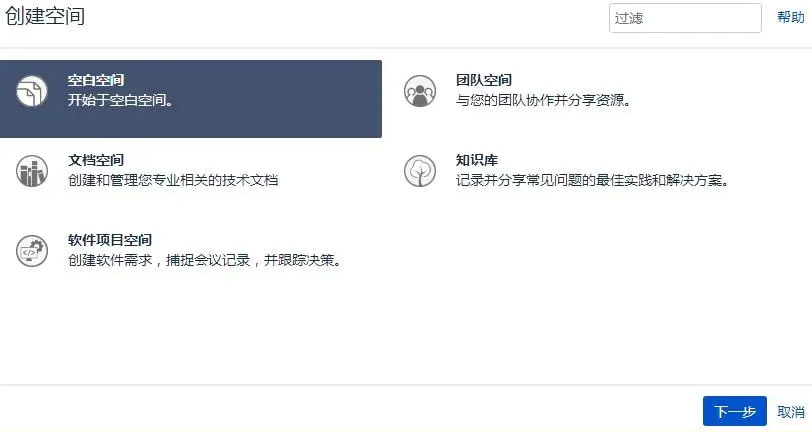 创建空间
过滤
帮助
空白空间
开始于空白空间。
团队空间
与您的团队协作并分享资源。
文档空间
创建和管理您专业相关的技术文档
知识库
记录并分享常见问题的最佳实践和解决方案。
软件项目空间
创建软件需求，捕捉会议记录，并跟踪决策。
下一步
取消